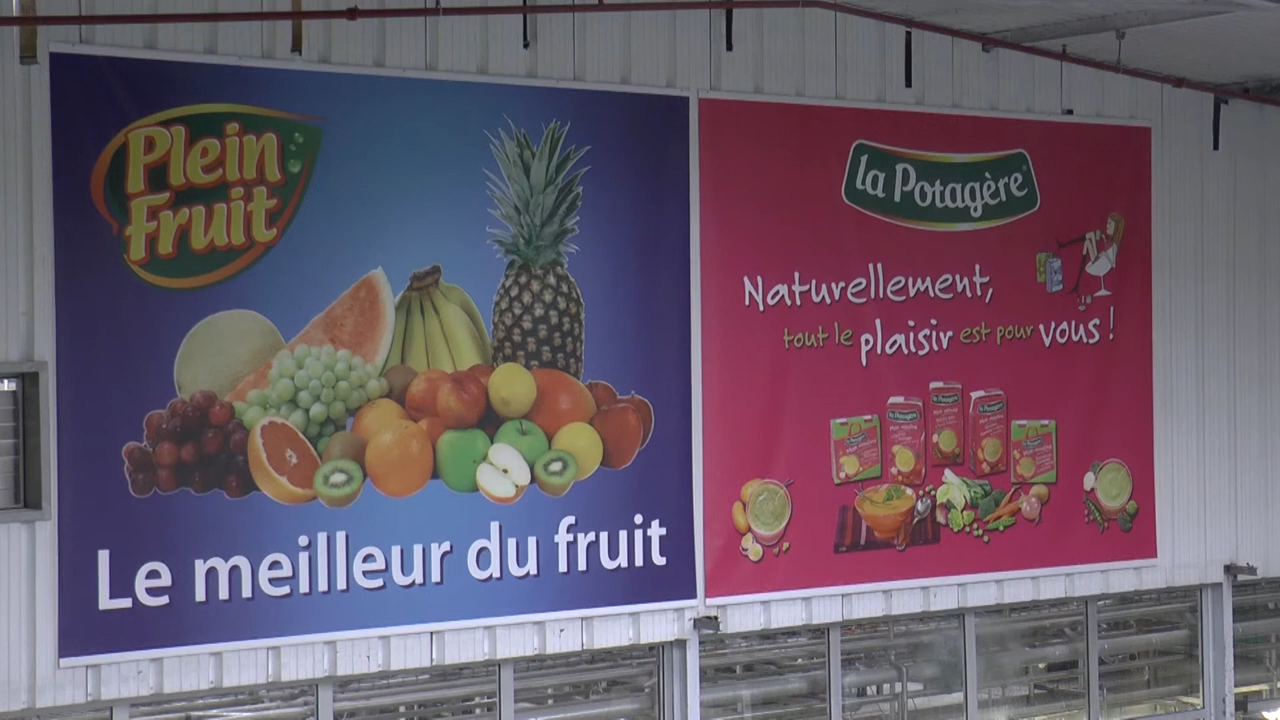 Plein
Fruit
Le meilleur du fruit
la Potagère
Naturellement,
tout le plaisir est pour vous !